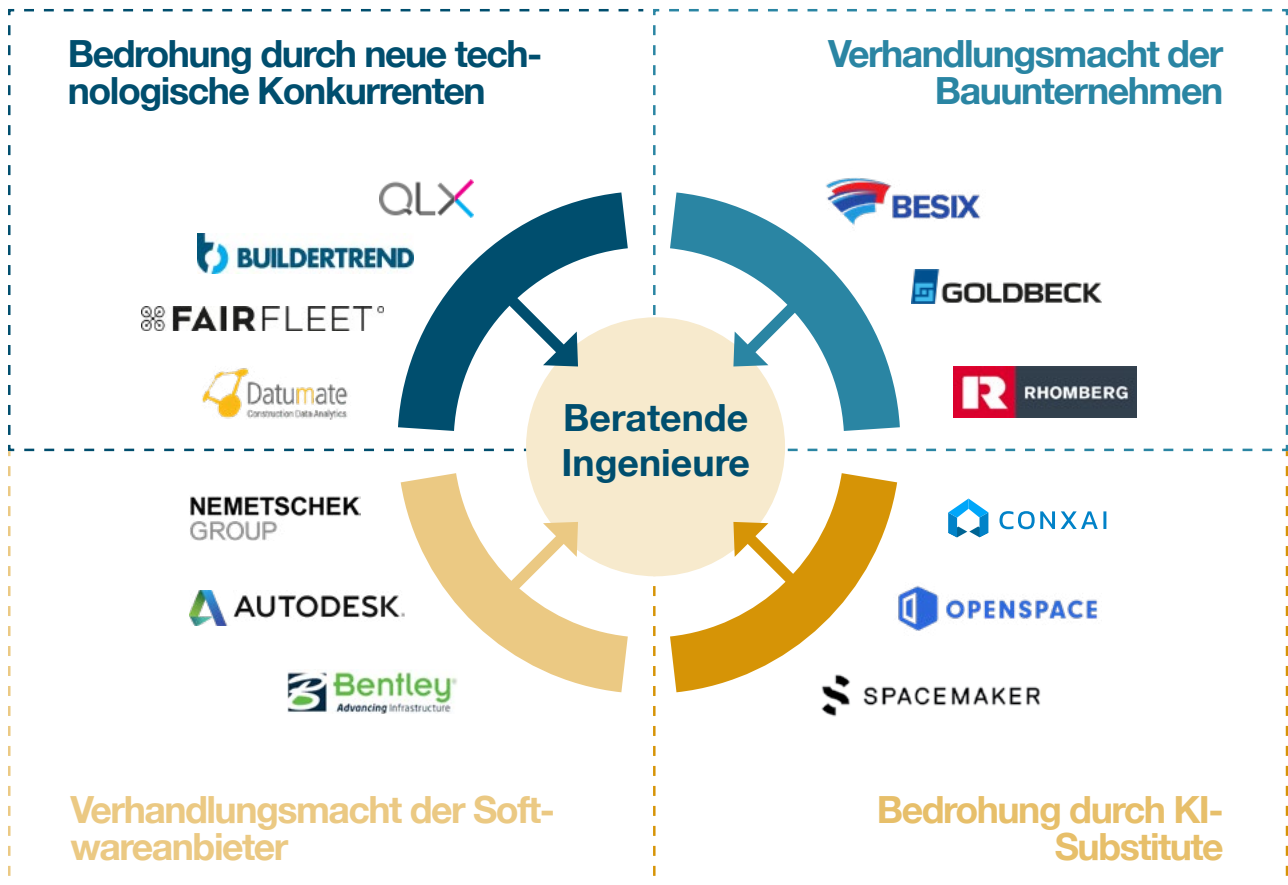 Bedrohung durch neue tech-
nologische Konkurrenten
QLX
BUILDERTREND
FAIRFLEET°
Datumate
Construction Data Analytics
Verhandlungsmacht der
Bauunternehmen
BESIX
GOLDBECK
RHOMBERG
Beratende
Ingenieure
NEMETSCHEK
GROUP
AUTODESK.
Bentley®
Advancing Infrastructure
Verhandlungsmacht der Soft-
wareanbieter
CONXAI
OPENSPACE
SPACEMAKER
Bedrohung durch KI-
Substitute